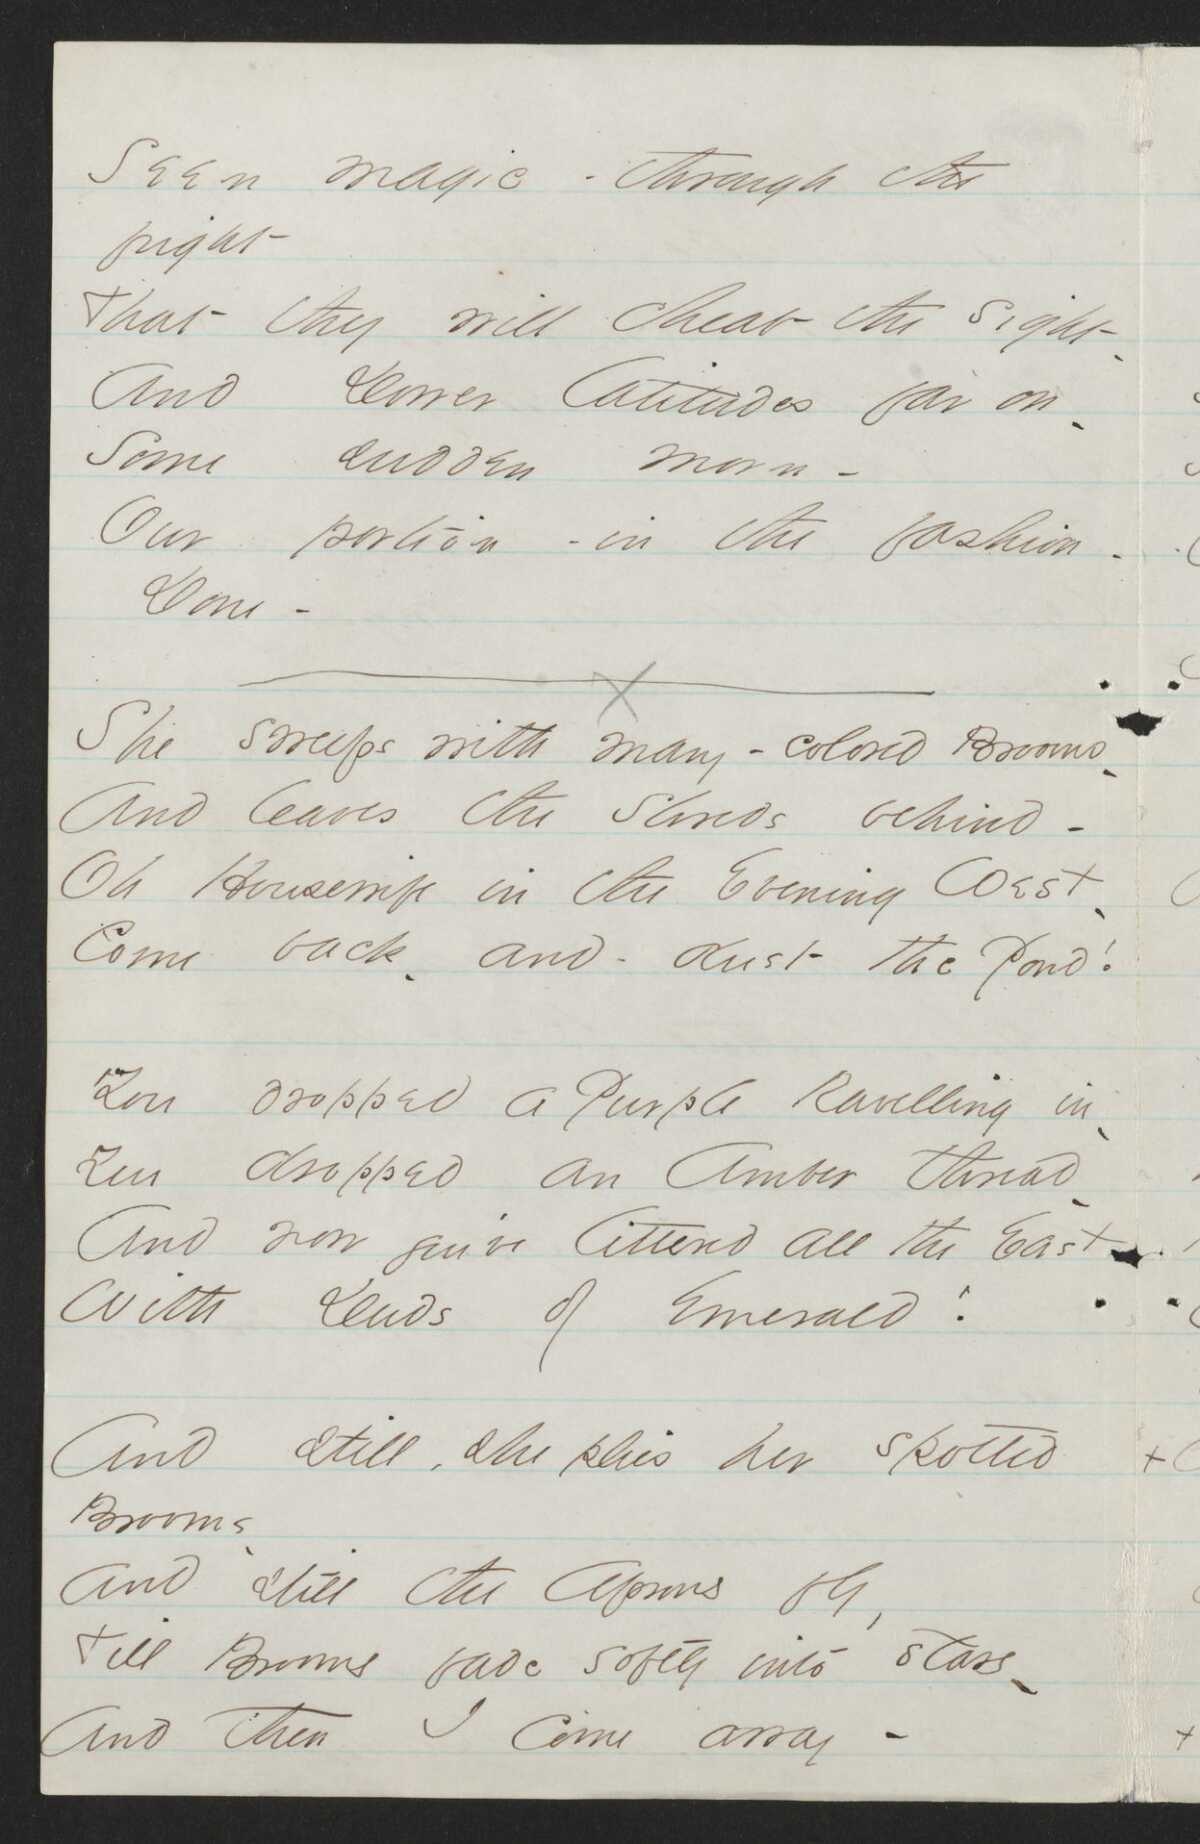 Seem magic - through the
fright
That they will cheat the sight.
And Lower Latitudes far on,
Some sudden morn -
Our portion - in the fashion -
Done -
She sweeps with many-colored Brooms,
And leaves the Shreds behind -
Oh Housewife in the Evening West,
Come back, and - dust the Pond!
You dropped a Purple Ravelling in,
You dropped an Amber thread,
And now you've littered all the East
With Duds of Emerald!
And still, she plies her spotted
Brooms,
And still the Aprons fly,
Till Brooms fade softly into stars,
And then I come away -